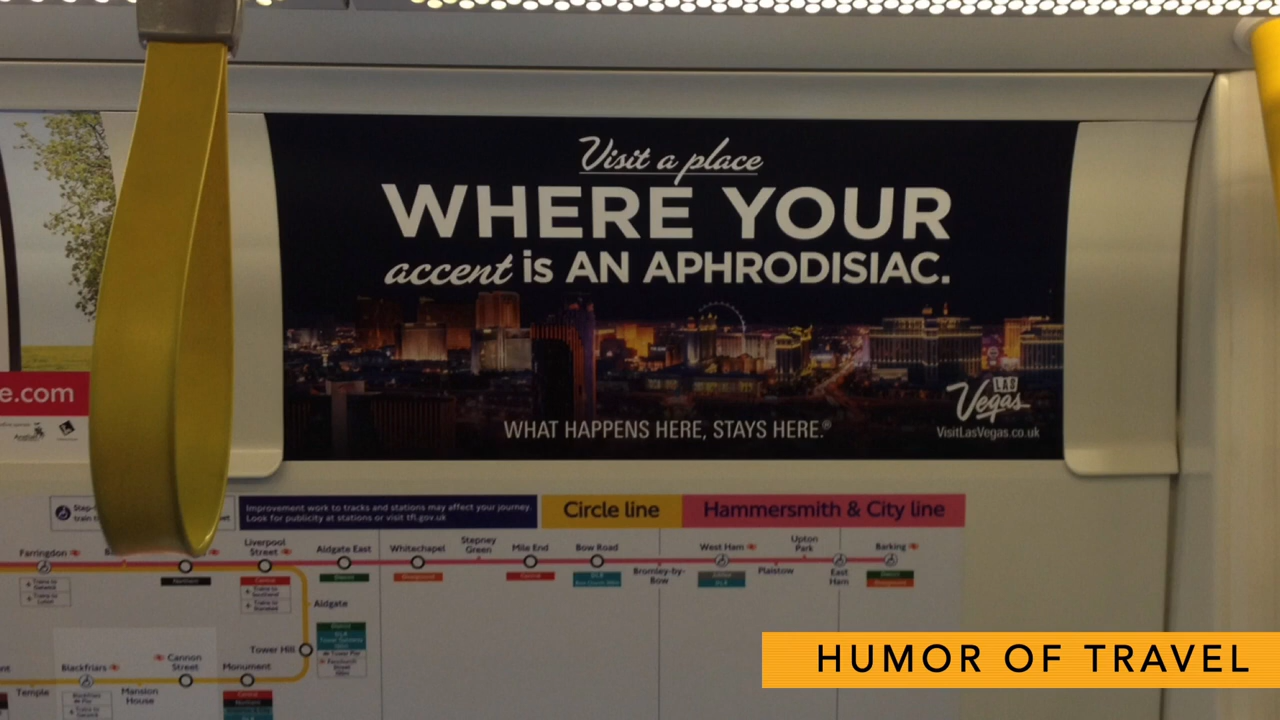 Visit a place
WHERE YOUR
accent is AN APHRODISIAC.
WHAT HAPPENS HERE, STAYS HERE.®
LAS
Vegas
VisitLasVegas.co.uk
e.com
Improvement work to tracks and stations may affect your journey.
Look for publicity at stations or visit tfl.gov.uk
Circle line
Hammersmith & City line
Farringdon
Liverpool
Street
Aldgate East
Whitechapel
Stepney
Green
Mile End
Bow Road
Bromley-by-
Bow
West Ham
Plaistow
Upton
Park
East
Ham
Barking
Aldgate
Tower Hill
Monument
Cannon
Street
Mansion
House
Blackfriars
Temple
HUMOR OF TRAVEL